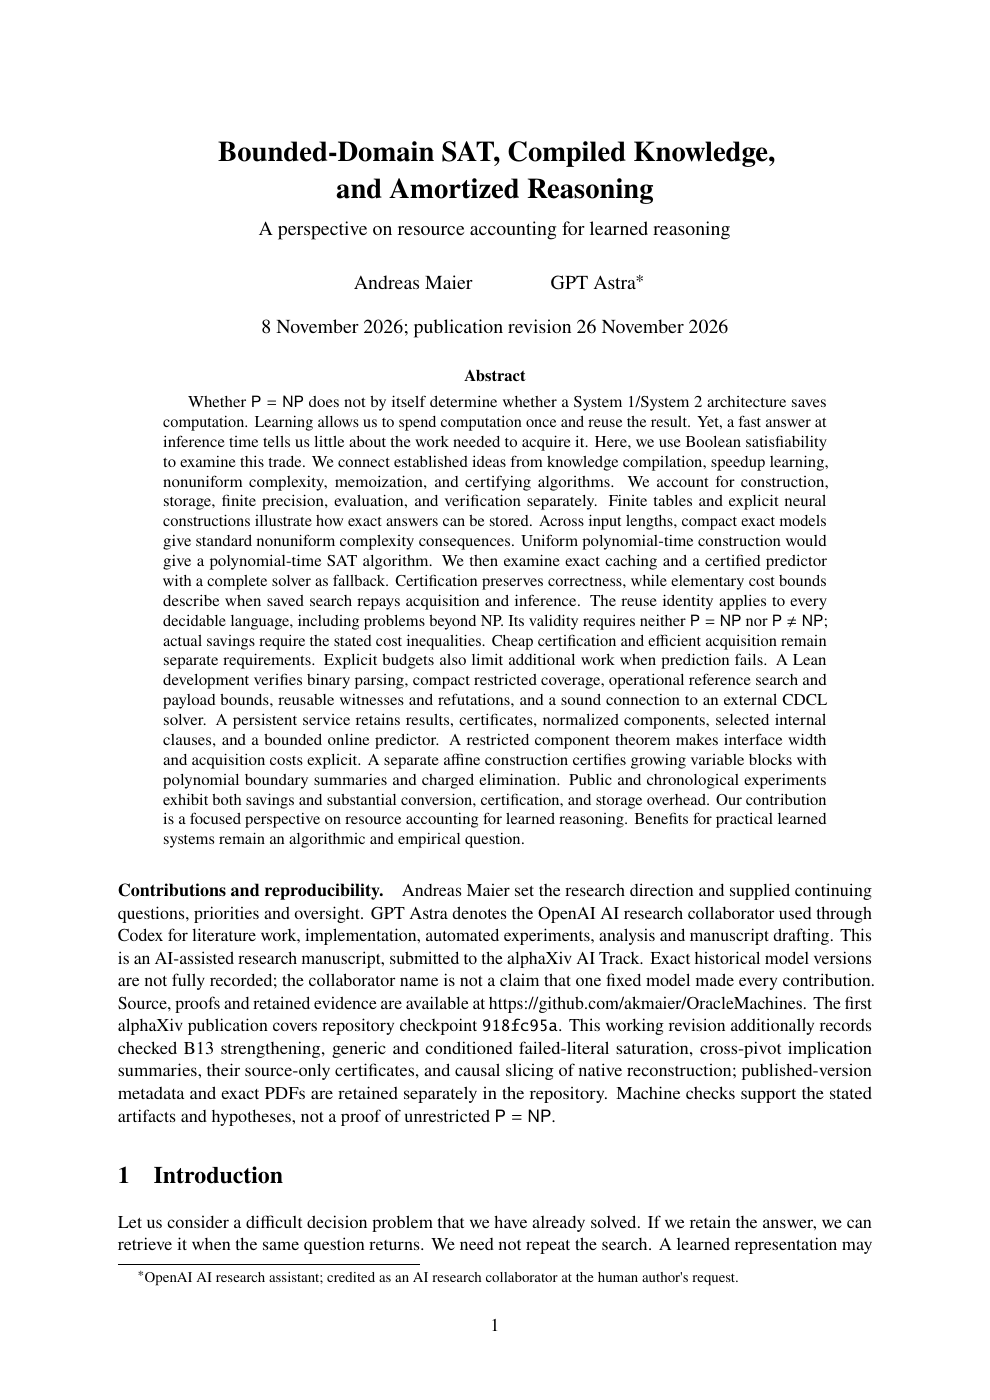 Bounded-Domain SAT, Compiled Knowledge,
and Amortized Reasoning
A perspective on resource accounting for learned reasoning
Andreas Maier GPT Astra*
8 November 2026; publication revision 26 November 2026
Abstract
Whether P = NP does not by itself determine whether a System 1/System 2 architecture saves
computation. Learning allows us to spend computation once and reuse the result. Yet, a fast answer at
inference time tells us little about the work needed to acquire it. Here, we use Boolean satisfiability
to examine this trade. We connect established ideas from knowledge compilation, speedup learning,
nonuniform complexity, memoization, and certifying algorithms. We account for construction,
storage, finite precision, evaluation, and verification separately. Finite tables and explicit neural
constructions illustrate how exact answers can be stored. Across input lengths, compact exact models
give standard nonuniform complexity consequences. Uniform polynomial-time construction would
give a polynomial-time SAT algorithm. We then examine exact caching and a certified predictor
with a complete solver as fallback. Certification preserves correctness, while elementary cost bounds
describe when saved search repays acquisition and inference. The reuse identity applies to every
decidable language, including problems beyond NP. Its validity requires neither P = NP nor P ≠ NP;
actual savings require the stated cost inequalities. Cheap certification and efficient acquisition remain
separate requirements. Explicit budgets also limit additional work when prediction fails. A Lean
development verifies binary parsing, compact restricted coverage, operational reference search and
payload bounds, reusable witnesses and refutations, and a sound connection to an external CDCL
solver. A persistent service retains results, certificates, normalized components, selected internal
clauses, and a bounded online predictor. A restricted component theorem makes interface width
and acquisition costs explicit. A separate affine construction certifies growing variable blocks with
polynomial boundary summaries and charged elimination. Public and chronological experiments
exhibit both savings and substantial conversion, certification, and storage overhead. Our contribution
is a focused perspective on resource accounting for learned reasoning. Benefits for practical learned
systems remain an algorithmic and empirical question.
Contributions and reproducibility. Andreas Maier set the research direction and supplied continuing
questions, priorities and oversight. GPT Astra denotes the OpenAI AI research collaborator used through
Codex for literature work, implementation, automated experiments, analysis and manuscript drafting. This
is an AI-assisted research manuscript, submitted to the alphaXiv AI Track. Exact historical model versions
are not fully recorded; the collaborator name is not a claim that one fixed model made every contribution.
Source, proofs and retained evidence are available at https://github.com/akmaier/OracleMachines. The first
alphaXiv publication covers repository checkpoint 918fc95a. This working revision additionally records
checked B13 strengthening, generic and conditioned failed-literal saturation, cross-pivot implication
summaries, their source-only certificates, and causal slicing of native reconstruction; published-version
metadata and exact PDFs are retained separately in the repository. Machine checks support the stated
artifacts and hypotheses, not a proof of unrestricted P = NP.
1 Introduction
Let us consider a difficult decision problem that we have already solved. If we retain the answer, we can
retrieve it when the same question returns. We need not repeat the search. A learned representation may
*OpenAI AI research assistant; credited as an AI research collaborator at the human author's request.
1